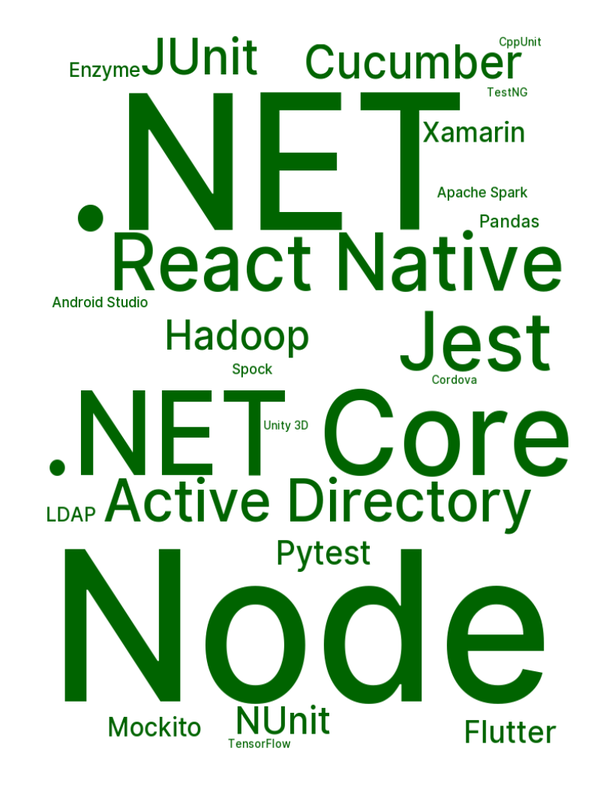 CppUnit
JUnit
Cucumber
Enzyme
TestNG
.NET
Xamarin
Apache Spark
Pandas
React Native
Android Studio
Hadoop
Jest
Spock
Cordova
.NET Core
Unity 3D
LDAP
Active Directory
Pytest
Node
Mockito
NUnit
Flutter
TensorFlow